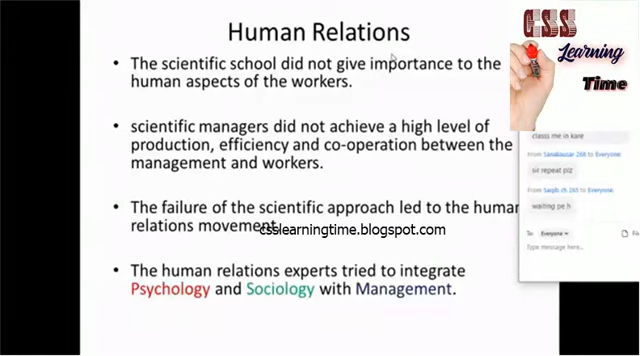 Human Relations
• The scientific school did not give importance to the
human aspects of the workers.
• scientific managers did not achieve a high level of
production, efficiency and co-operation between the
management and workers.
• The failure of the scientific approach led to the human
relations movement.
csslearningtime.blogspot.com
• The human relations experts tried to integrate
Psychology and Sociology with Management.
CSS
Learning
Time
classs me in kare
From Sanakausar 268 to Everyone:
sir repeat plz
From Saqib ch 265 to Everyone:
waiting pe h
To: Everyone
File
Type message here...